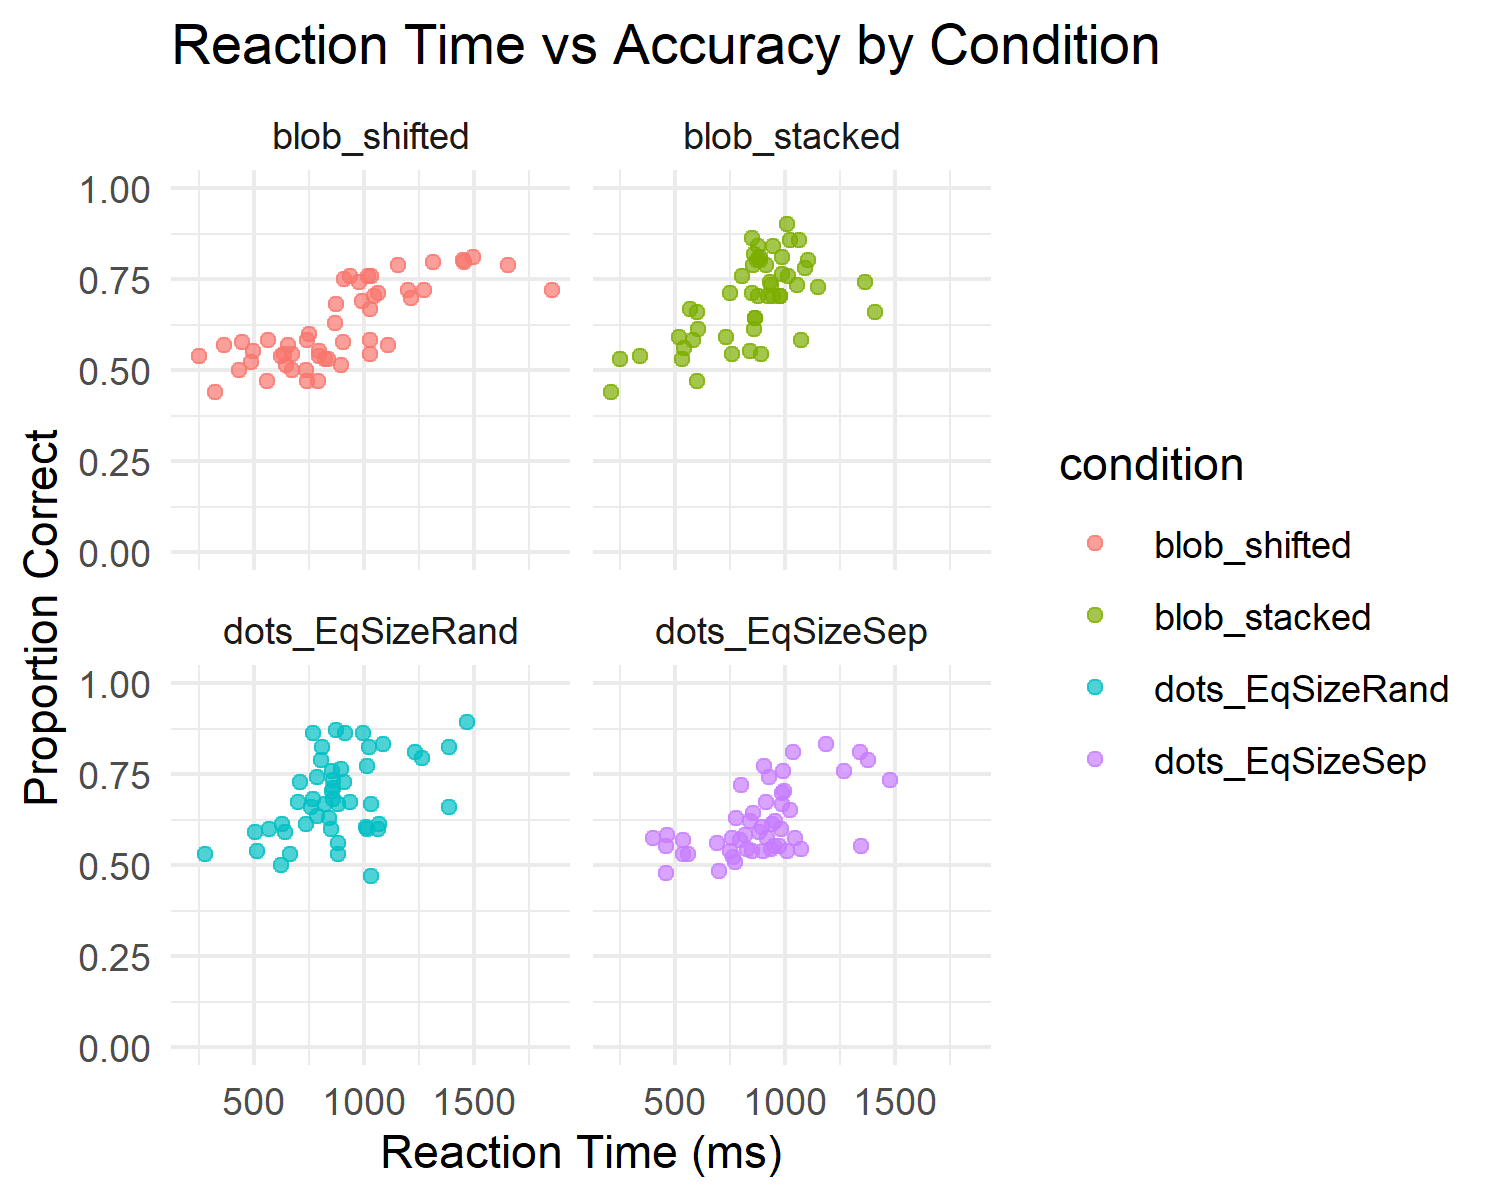 Reaction Time vs Accuracy by Condition
blob_shifted
blob_stacked
1.00
0.75
0.50
0.25
0.00
dots_EqSizeRand
dots_EqSizeSep
1.00
0.75
0.50
0.25
0.00
500 1000 1500
500 1000 1500
Reaction Time (ms)
Proportion Correct
condition
blob_shifted
blob_stacked
dots_EqSizeRand
dots_EqSizeSep